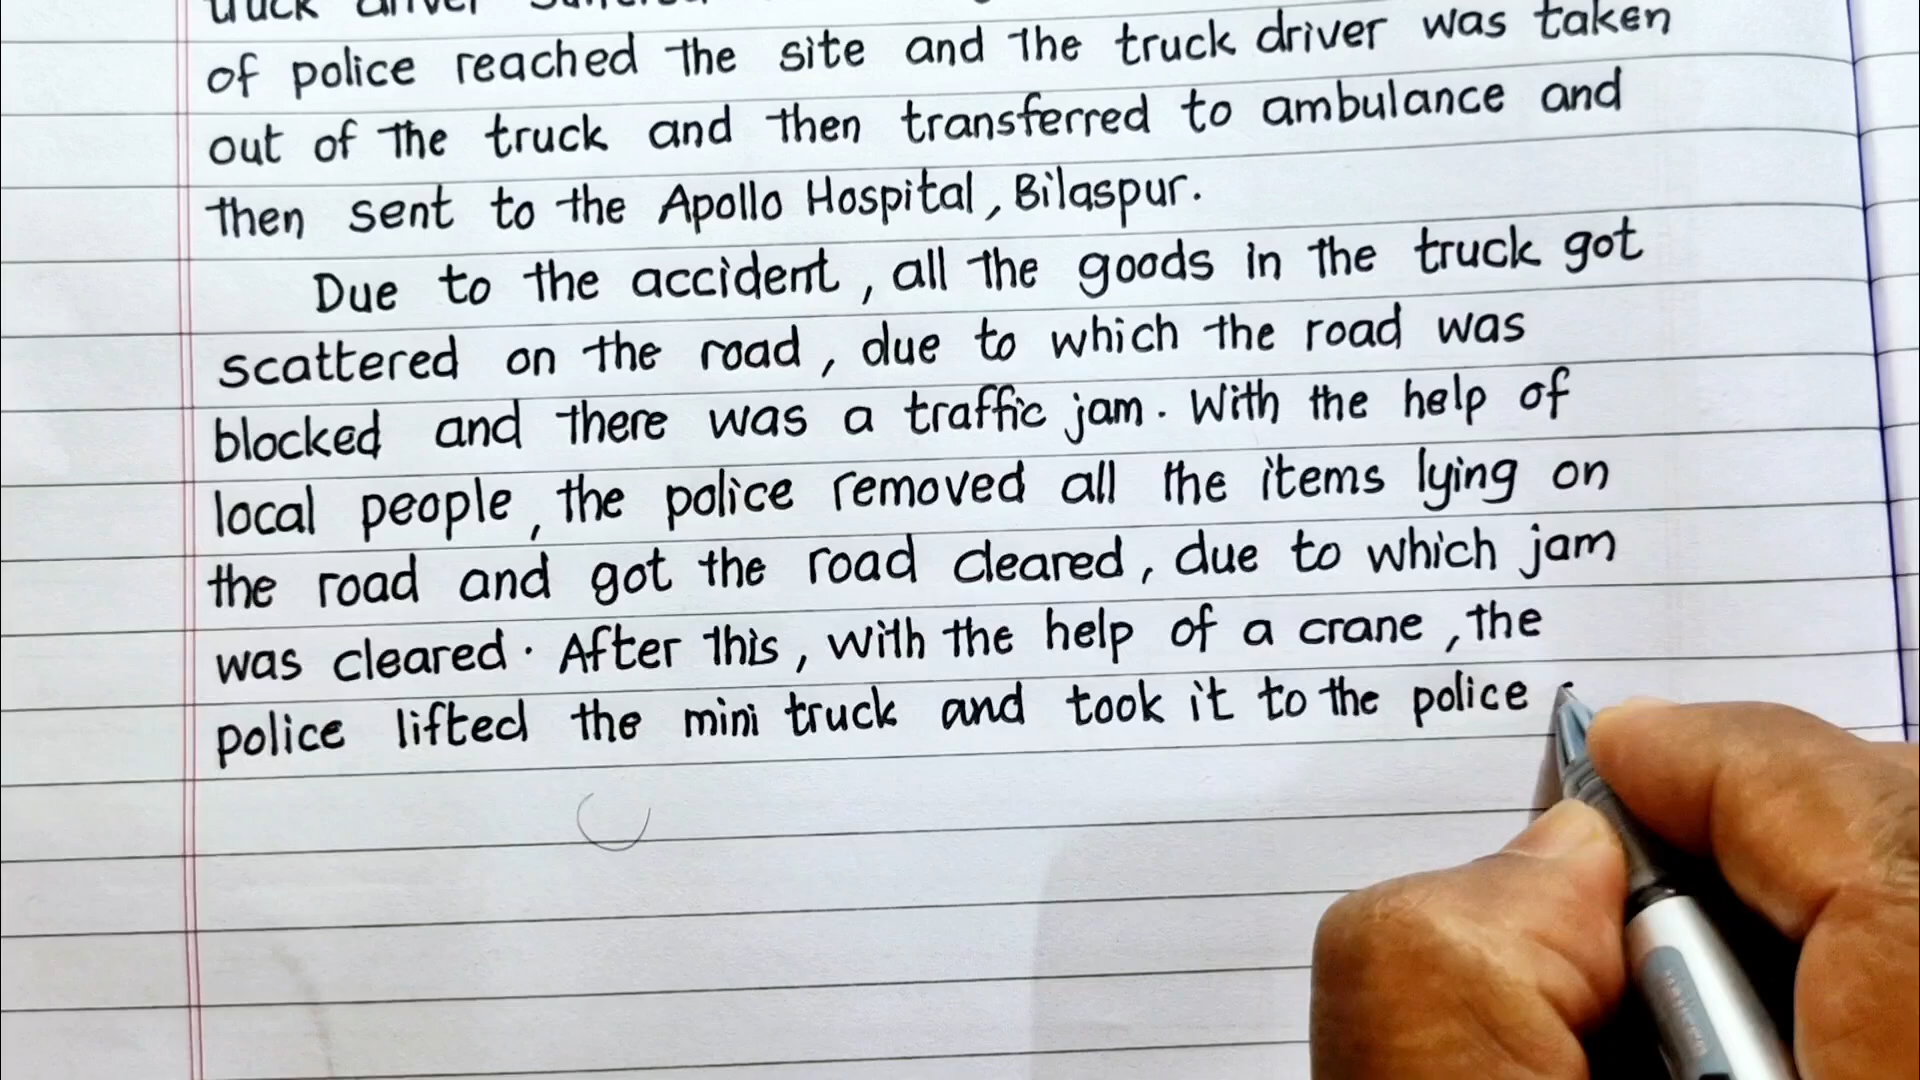 truck driver suffered
of police reached the site and the truck driver was taken
out of the truck and then transferred to ambulance and
then sent to the Apollo Hospital, Bilaspur.
Due to the accident, all the goods in the truck got
scattered on the road, due to which the road was
blocked and there was a traffic jam. With the help of
local people, the police removed all the items lying on
the road and got the road cleared, due to which jam
was cleared. After this, with the help of a crane, the
police lifted the mini truck and took it to the police